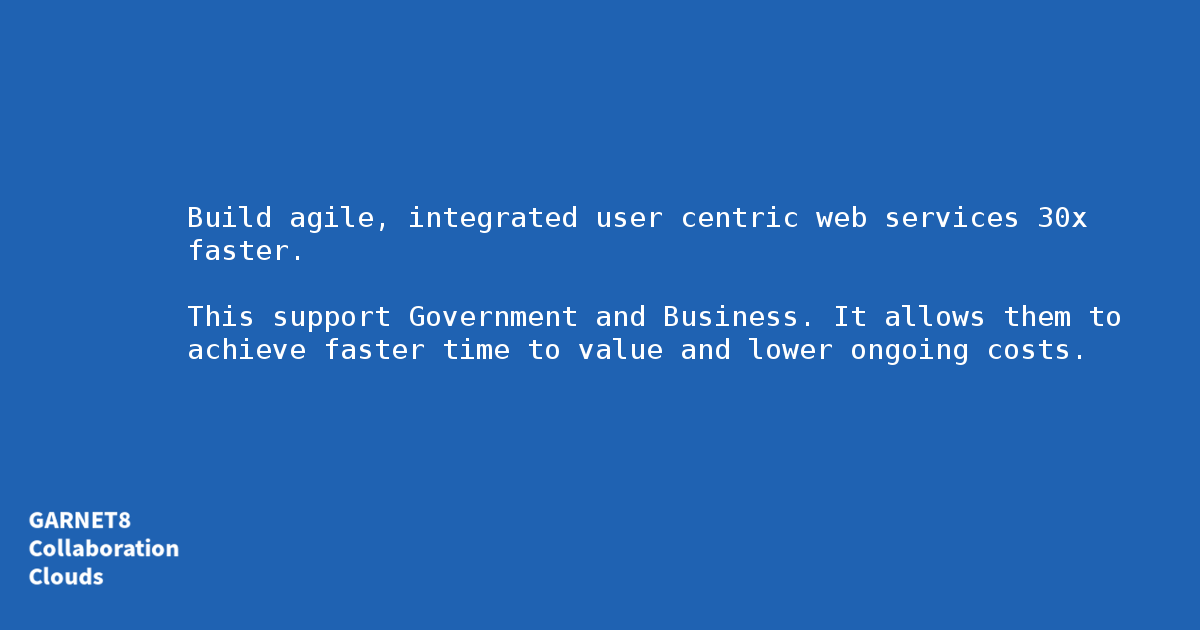 Build agile, integrated user centric web services 30x
faster.
This support Government and Business. It allows them to
achieve faster time to value and lower ongoing costs.
GARNET8
Collaboration
Clouds